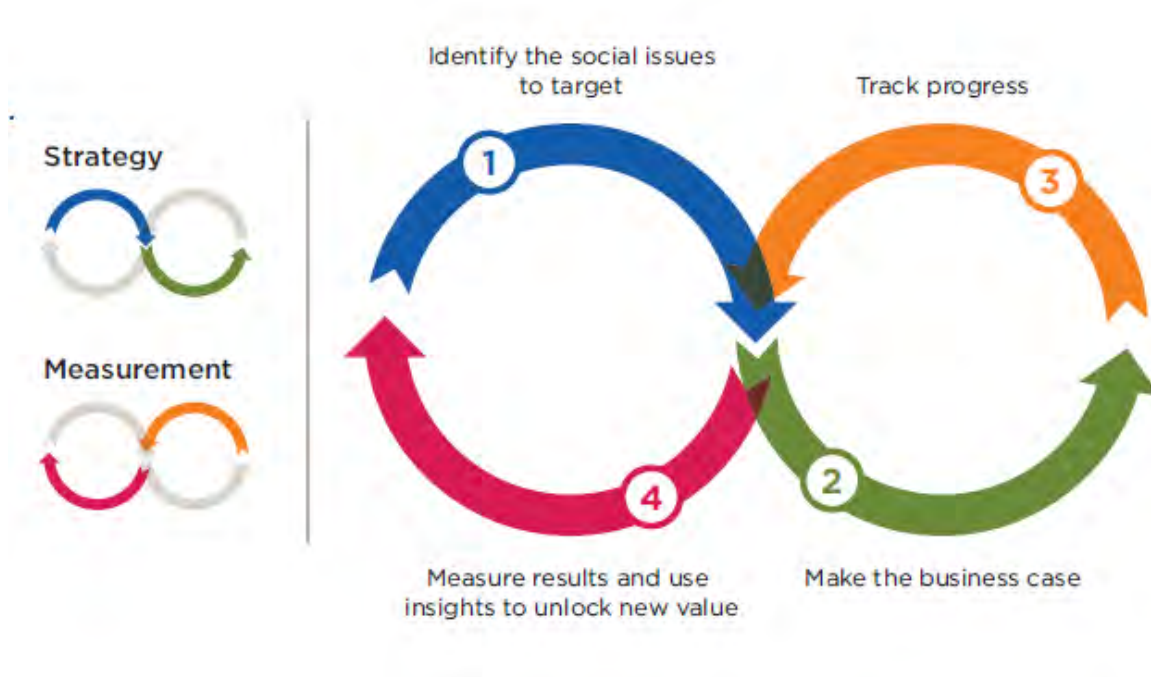 Strategy
Measurement
Identify the social issues
to target
1
Track progress
3
4
2
Measure results and use
insights to unlock new value
Make the business case